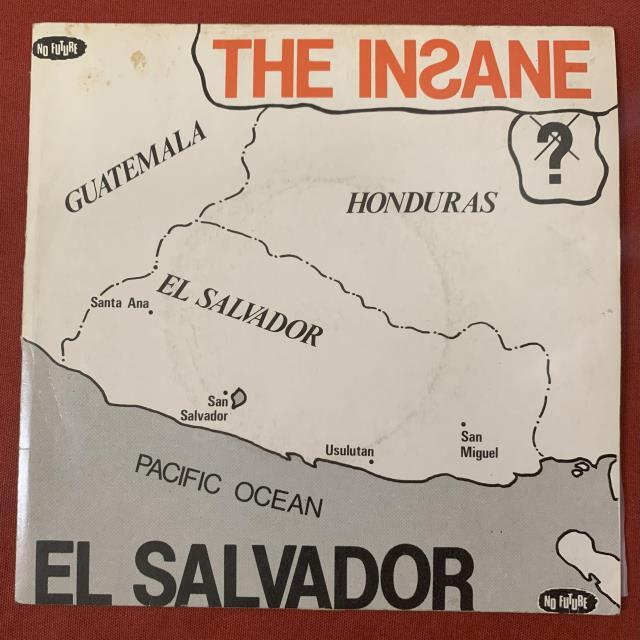 NO FUTURE
THE INSANE
?
GUATEMALA
HONDURAS
EL SALVADOR
Santa Ana
San
Salvador
Usulutan
San
Miguel
PACIFIC OCEAN
EL SALVADOR
NO FUTURE